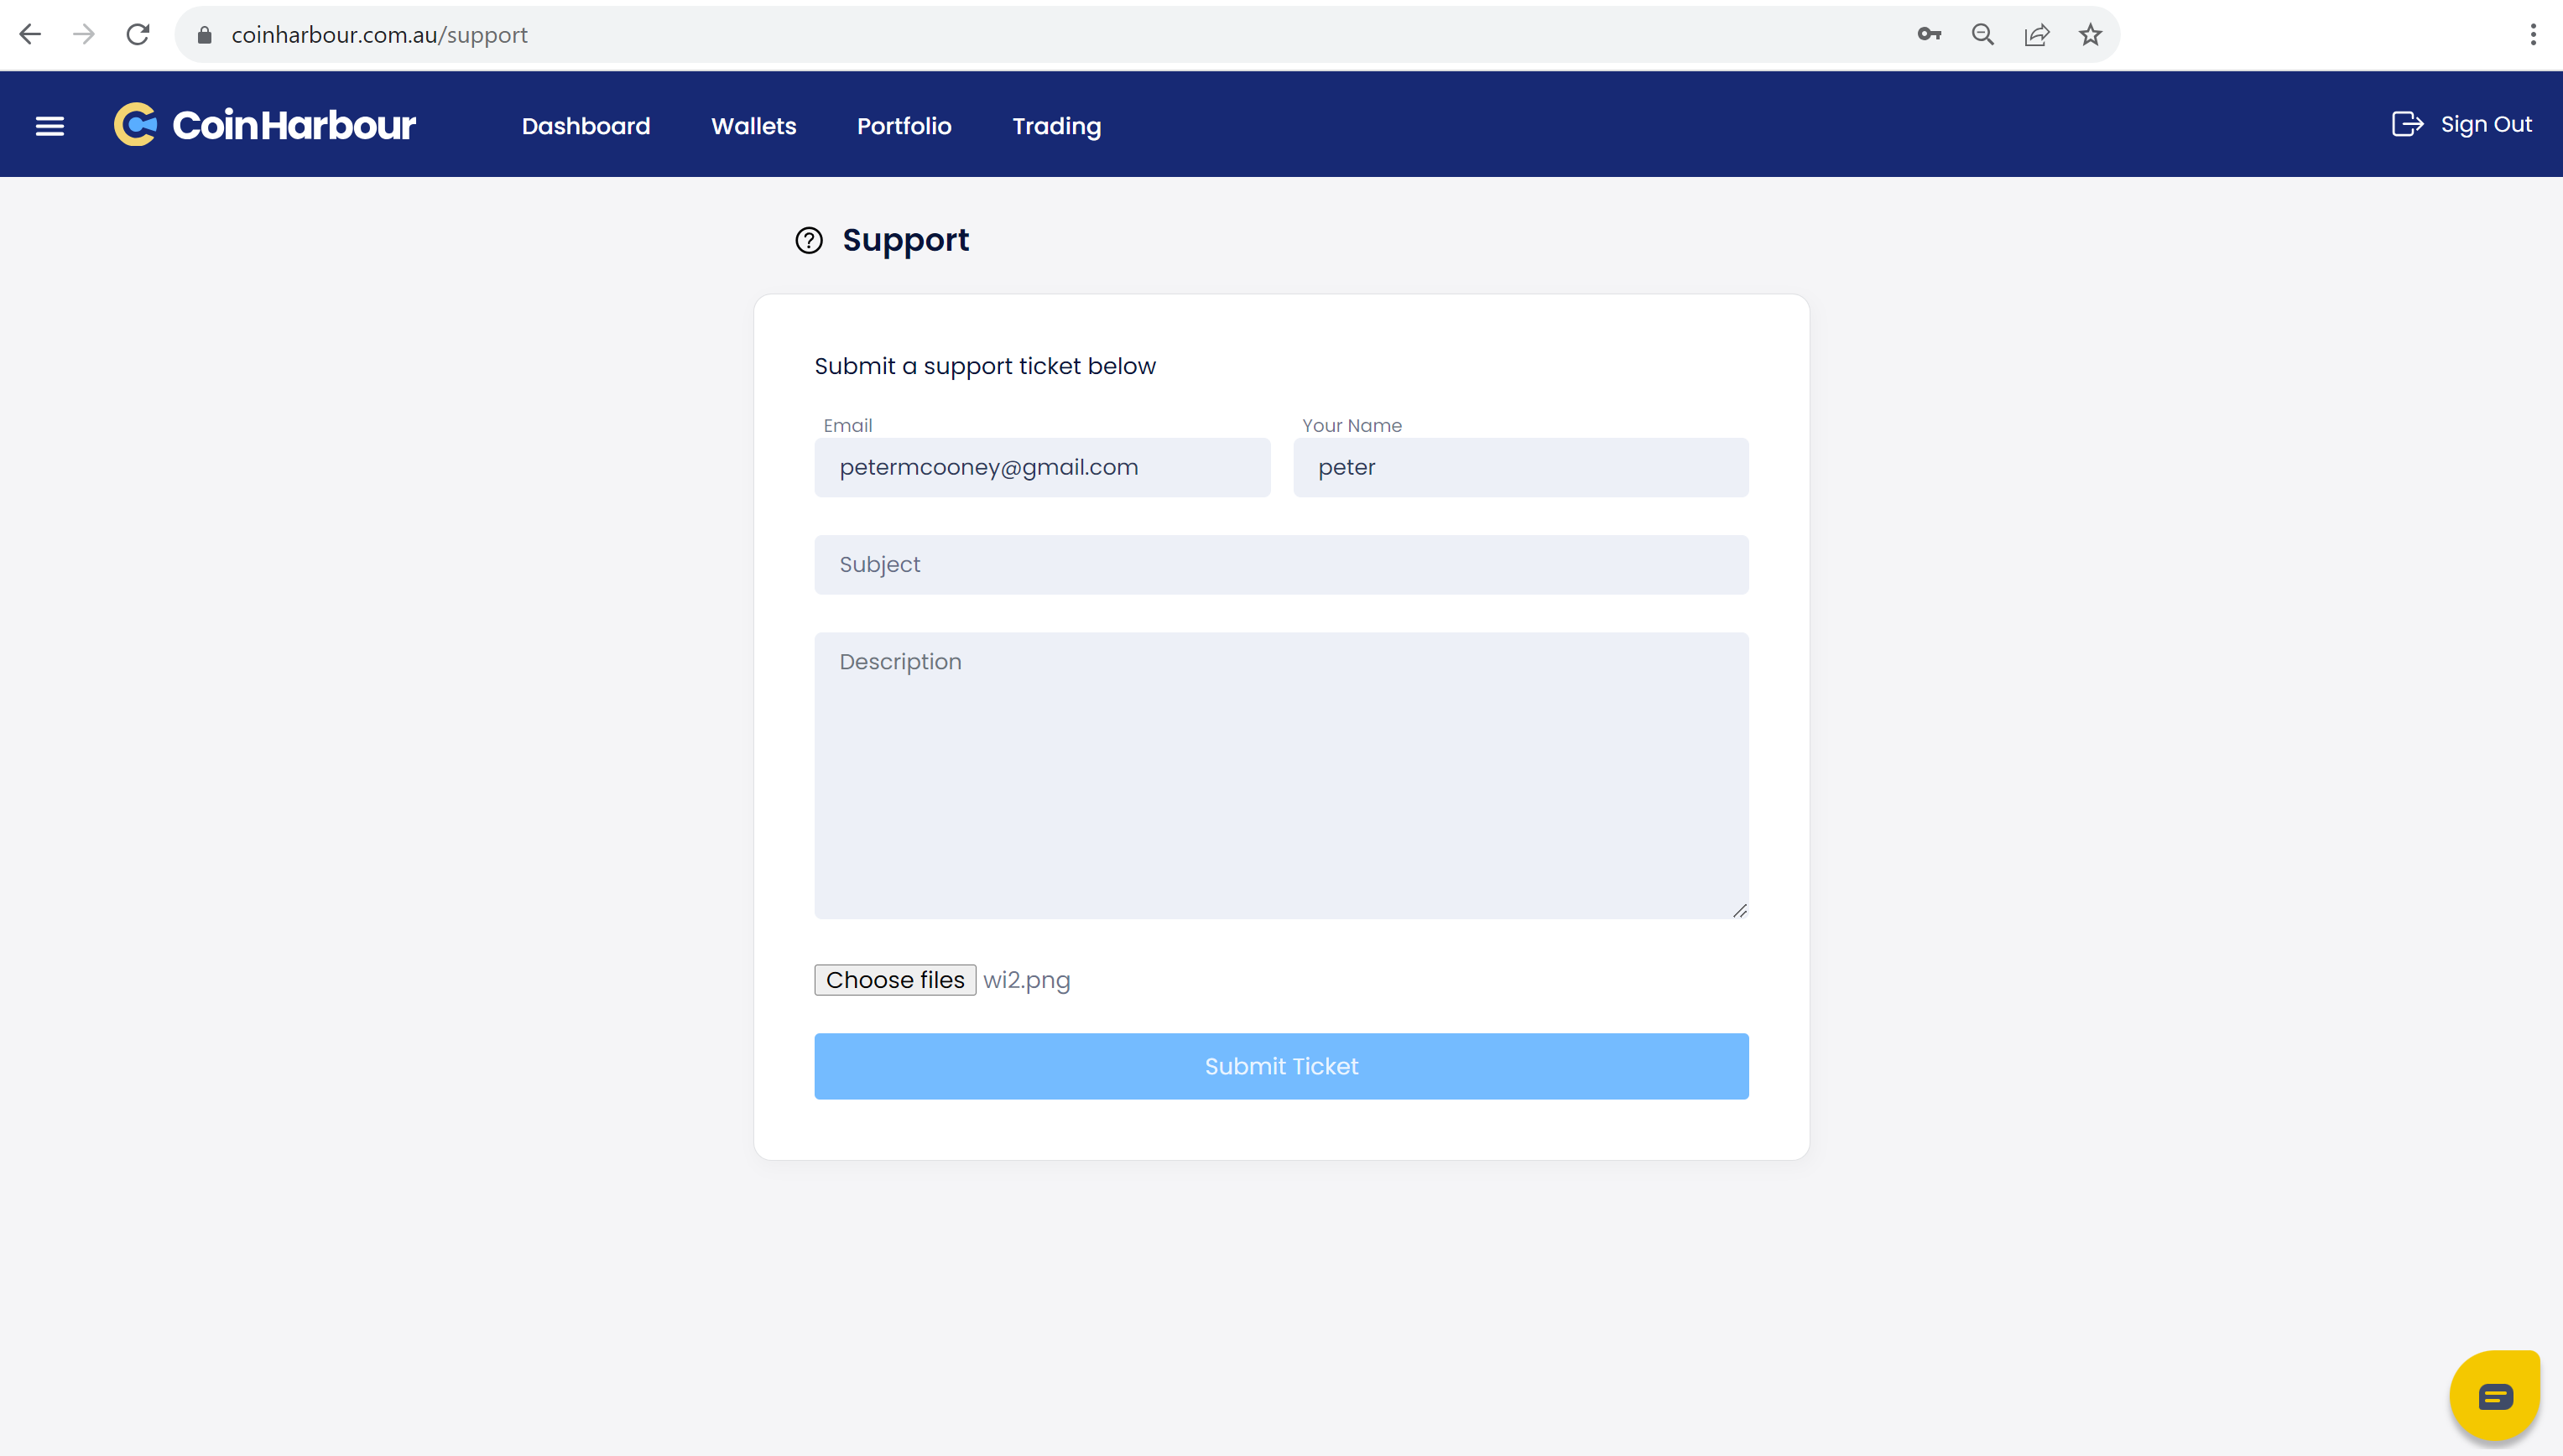 coinharbour.com.au/support
CoinHarbour
Dashboard
Wallets
Portfolio
Trading
Sign Out
Support
Submit a support ticket below
Email
Your Name
petermcooney@gmail.com
peter
Subject
Description
Choose files wi2.png
Submit Ticket